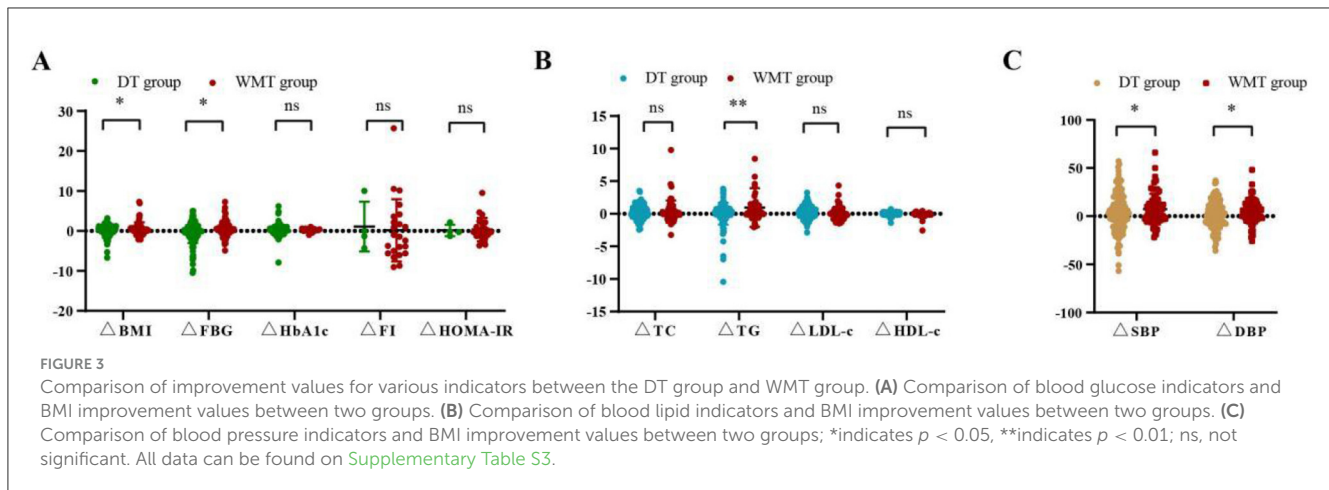 A
DT group WMT group
* * ns ns ns
30
20
10
0
-10
-20
△BMI △FBG △HbA1c △FI △HOMA-IR
B
DT group WMT group
ns ** ns ns
15
10
5
0
-5
-10
-15
△TC △TG △LDL-c △HDL-c
C
DT group WMT group
* *
100
50
0
-50
-100
△SBP △DBP
FIGURE 3
Comparison of improvement values for various indicators between the DT group and WMT group. (A) Comparison of blood glucose indicators and
BMI improvement values between two groups. (B) Comparison of blood lipid indicators and BMI improvement values between two groups. (C)
Comparison of blood pressure indicators and BMI improvement values between two groups; *indicates p < 0.05, **indicates p < 0.01; ns, not
significant. All data can be found on Supplementary Table S3.